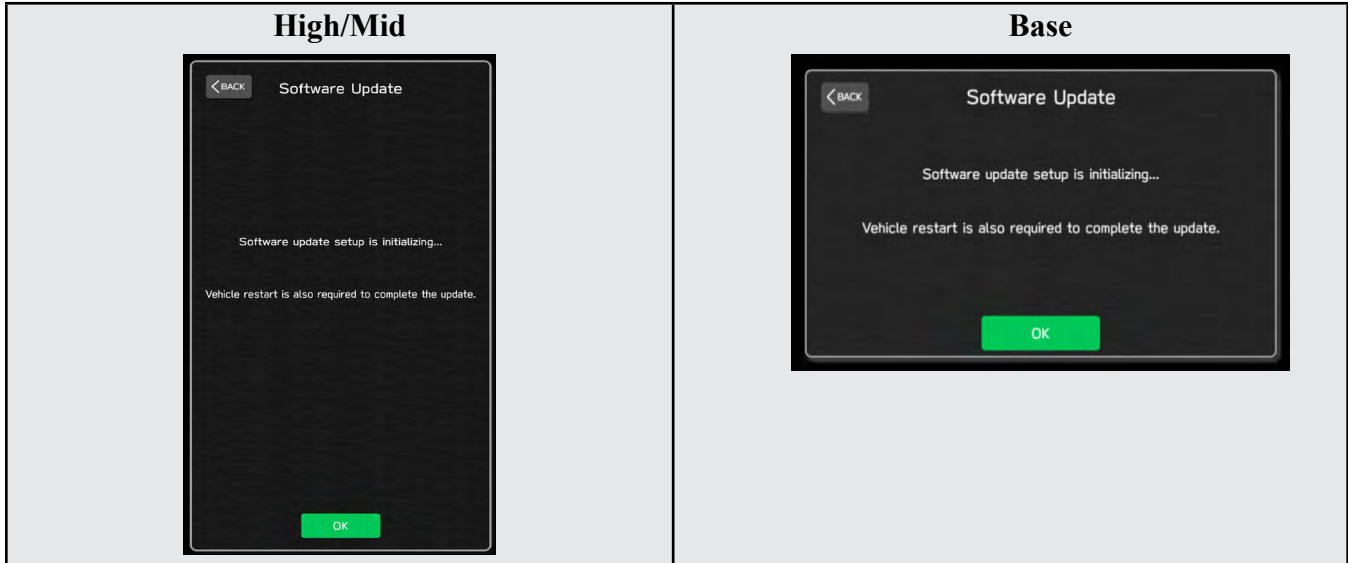 High/Mid
BACK
Software Update
Software update setup is initializing...
Vehicle restart is also required to complete the update.
OK
Base
BACK
Software Update
Software update setup is initializing...
Vehicle restart is also required to complete the update.
OK